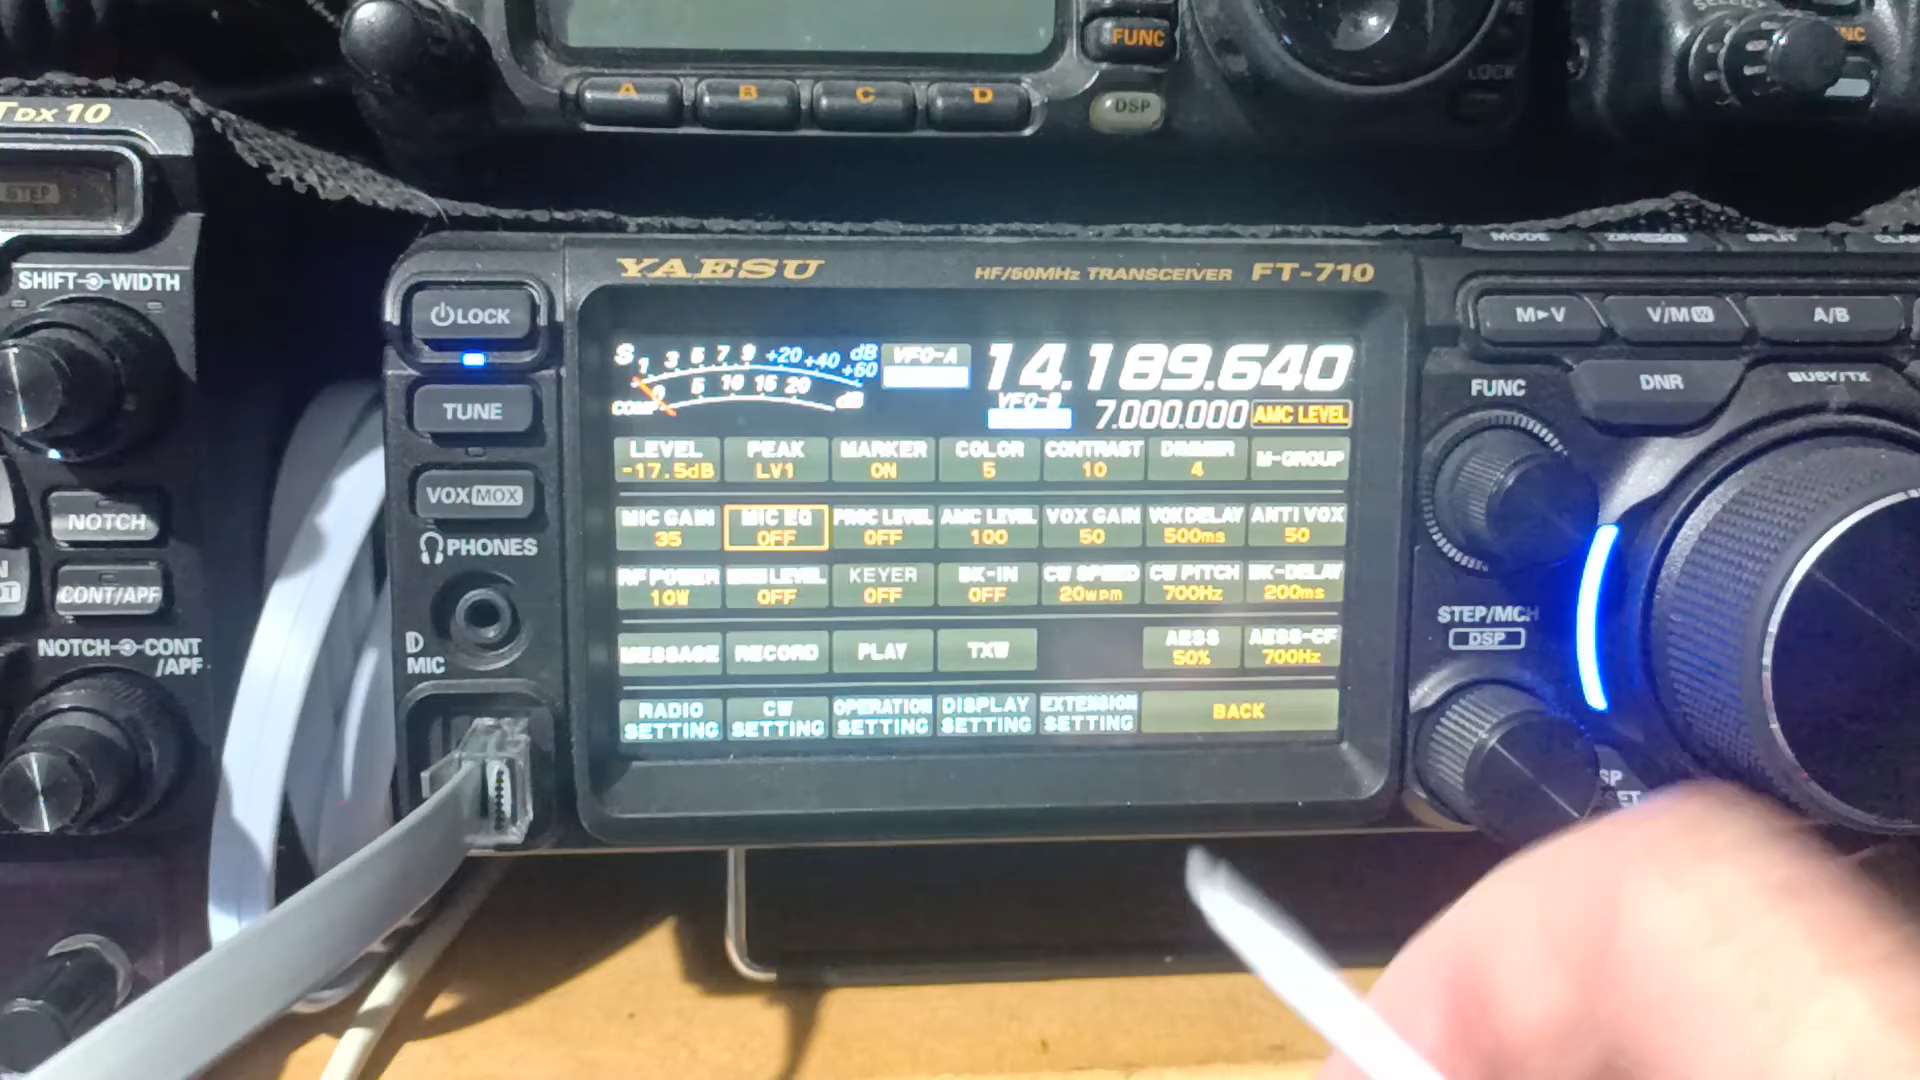 FUNC
A B C D
DSP
LOCK
TDX 10
STEP
SHIFT WIDTH
NOTCH
CONT/APF
NOTCH CONT
/APF
YAESU
HF/50MHz TRANSCEIVER FT-710
LOCK
TUNE
VOX MOX
PHONES
MIC
S 1 3 5 7 9 +20 +40 +60 dB
COMP 0 5 10 15 20 dB
VFO-A
14.189.640
VFO-B
7.000.000
AMC LEVEL
LEVEL PEAK MARKER COLOR CONTRAST DIMMER M-GROUP
-17.5dB LV1 ON 5 10 4
MIC GAIN MIC EQ PROC LEVEL AMC LEVEL VOX GAIN VOX DELAY ANTI VOX
35 OFF OFF 100 50 500ms 50
RF POWER LEVEL KEYER BK-IN CW SPEED CW PITCH BK-DELAY
10W OFF OFF OFF 20wpm 700Hz 200ms
MESSAGE RECORD PLAY TXW AESS AESS-CF
50% 700Hz
RADIO CW OPERATION DISPLAY EXTENSION BACK
SETTING SETTING SETTING SETTING SETTING
MODE SPLIT
M►V V/M W A/B
FUNC
DNR
BUSY/TX
STEP/MCH
DSP